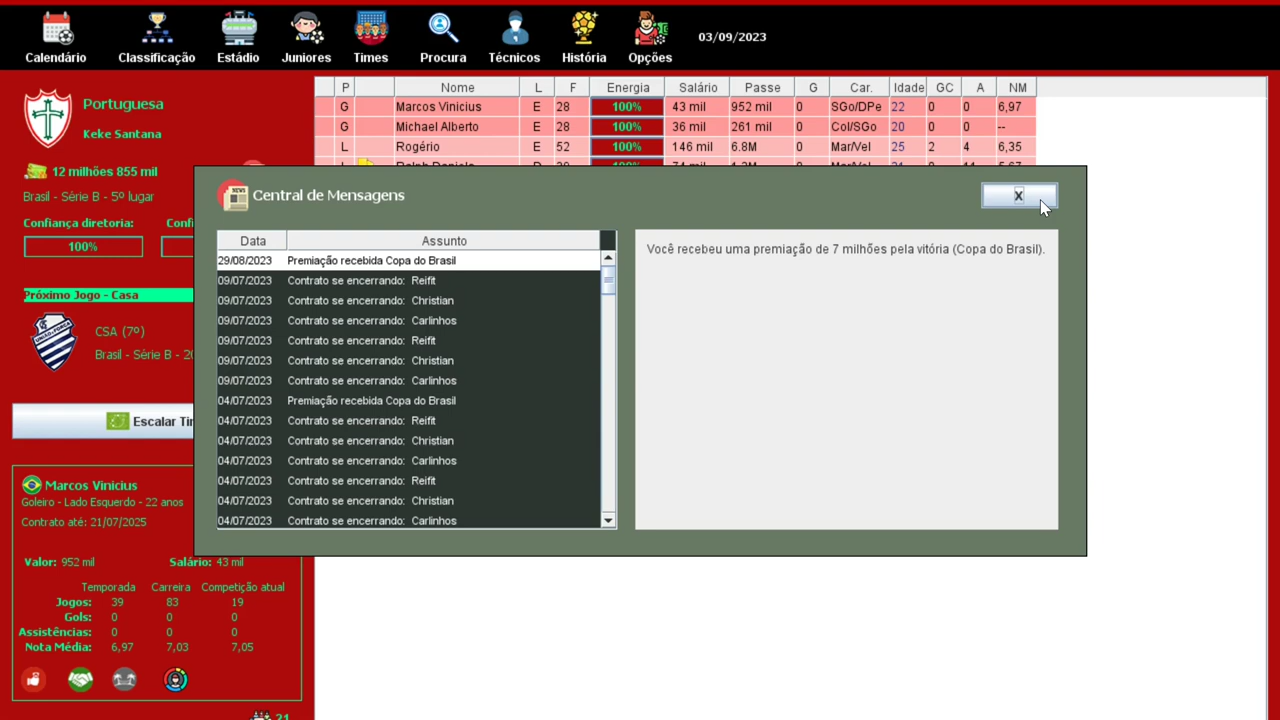 Calendário Classificação Estádio Juniores Times Procura Técnicos História Opções 03/09/2023
Portuguesa
Keke Santana
12 milhões 855 mil
Brasil - Série B - 5º lugar
Confiança diretoria:
100%
Próximo Jogo - Casa
CSA (7º)
Brasil - Série B -
Escalar
Marcos Vinicius
Goleiro - Lado Esquerdo - 22 anos
Contrato até: 21/07/2025
Valor: 952 mil Salário: 43 mil
Temporada Carreira Competição atual
Jogos: 39 83 19
Gols: 0 0 0
Assistências: 0 0 0
Nota Média: 6,97 7,03 7,05
21
P Nome L F Energia Salário Passe G Car. Idade GC A NM
G Marcos Vinicius E 28 100% 43 mil 952 mil 0 SGo/DPe 22 0 0 6,97
G Michael Alberto E 28 100% 36 mil 261 mil 0 Col/SGo 20 0 0 --
L Rogério E 52 100% 146 mil 6.8M 0 Mar/Vel 25 2 4 6,35
Central de Mensagens
X
Data Assunto
29/08/2023 Premiação recebida Copa do Brasil
09/07/2023 Contrato se encerrando: Reifit
09/07/2023 Contrato se encerrando: Christian
09/07/2023 Contrato se encerrando: Carlinhos
09/07/2023 Contrato se encerrando: Reifit
09/07/2023 Contrato se encerrando: Christian
09/07/2023 Contrato se encerrando: Carlinhos
04/07/2023 Premiação recebida Copa do Brasil
04/07/2023 Contrato se encerrando: Reifit
04/07/2023 Contrato se encerrando: Christian
04/07/2023 Contrato se encerrando: Carlinhos
04/07/2023 Contrato se encerrando: Reifit
04/07/2023 Contrato se encerrando: Christian
04/07/2023 Contrato se encerrando: Carlinhos
Você recebeu uma premiação de 7 milhões pela vitória (Copa do Brasil).